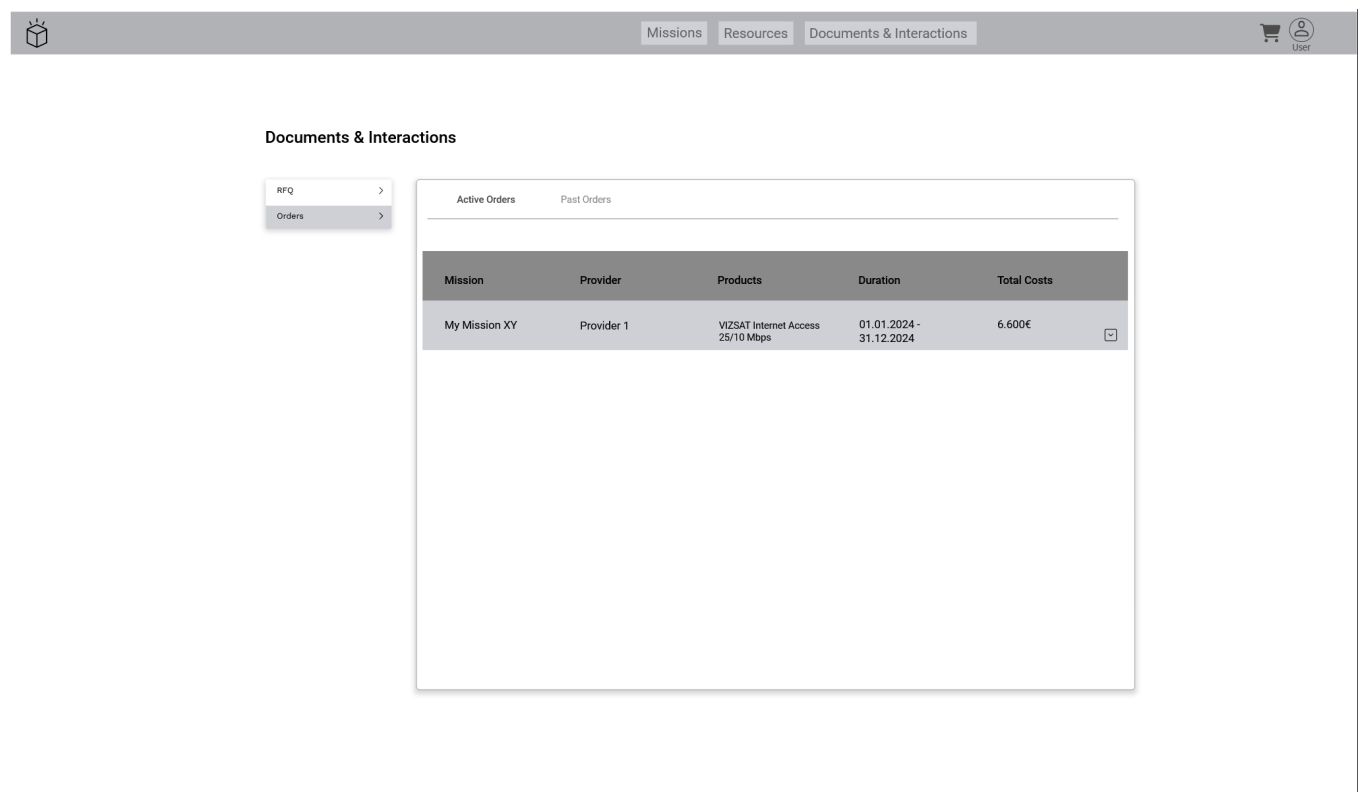 Missions Resources Documents & Interactions
User
Documents & Interactions
RFQ
Orders
Active Orders Past Orders
Mission Provider Products Duration Total Costs
My Mission XY Provider 1 VIZSAT Internet Access 01.01.2024 - 6.600€
25/10 Mbps 31.12.2024